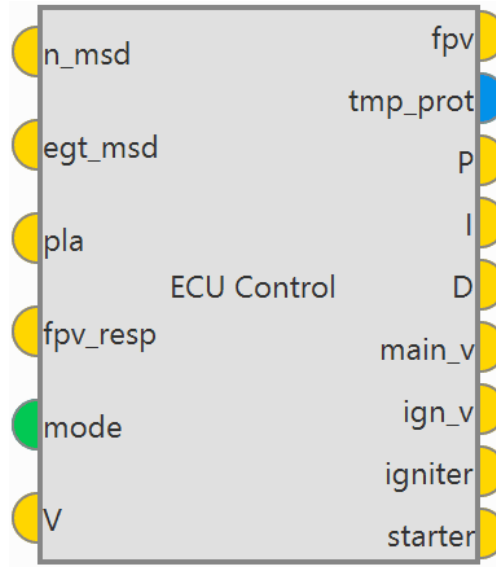 n_msd
egt_msd
pla
fpv_resp
mode
V
ECU Control
fpv
tmp_prot
P
I
D
main_v
ign_v
igniter
starter